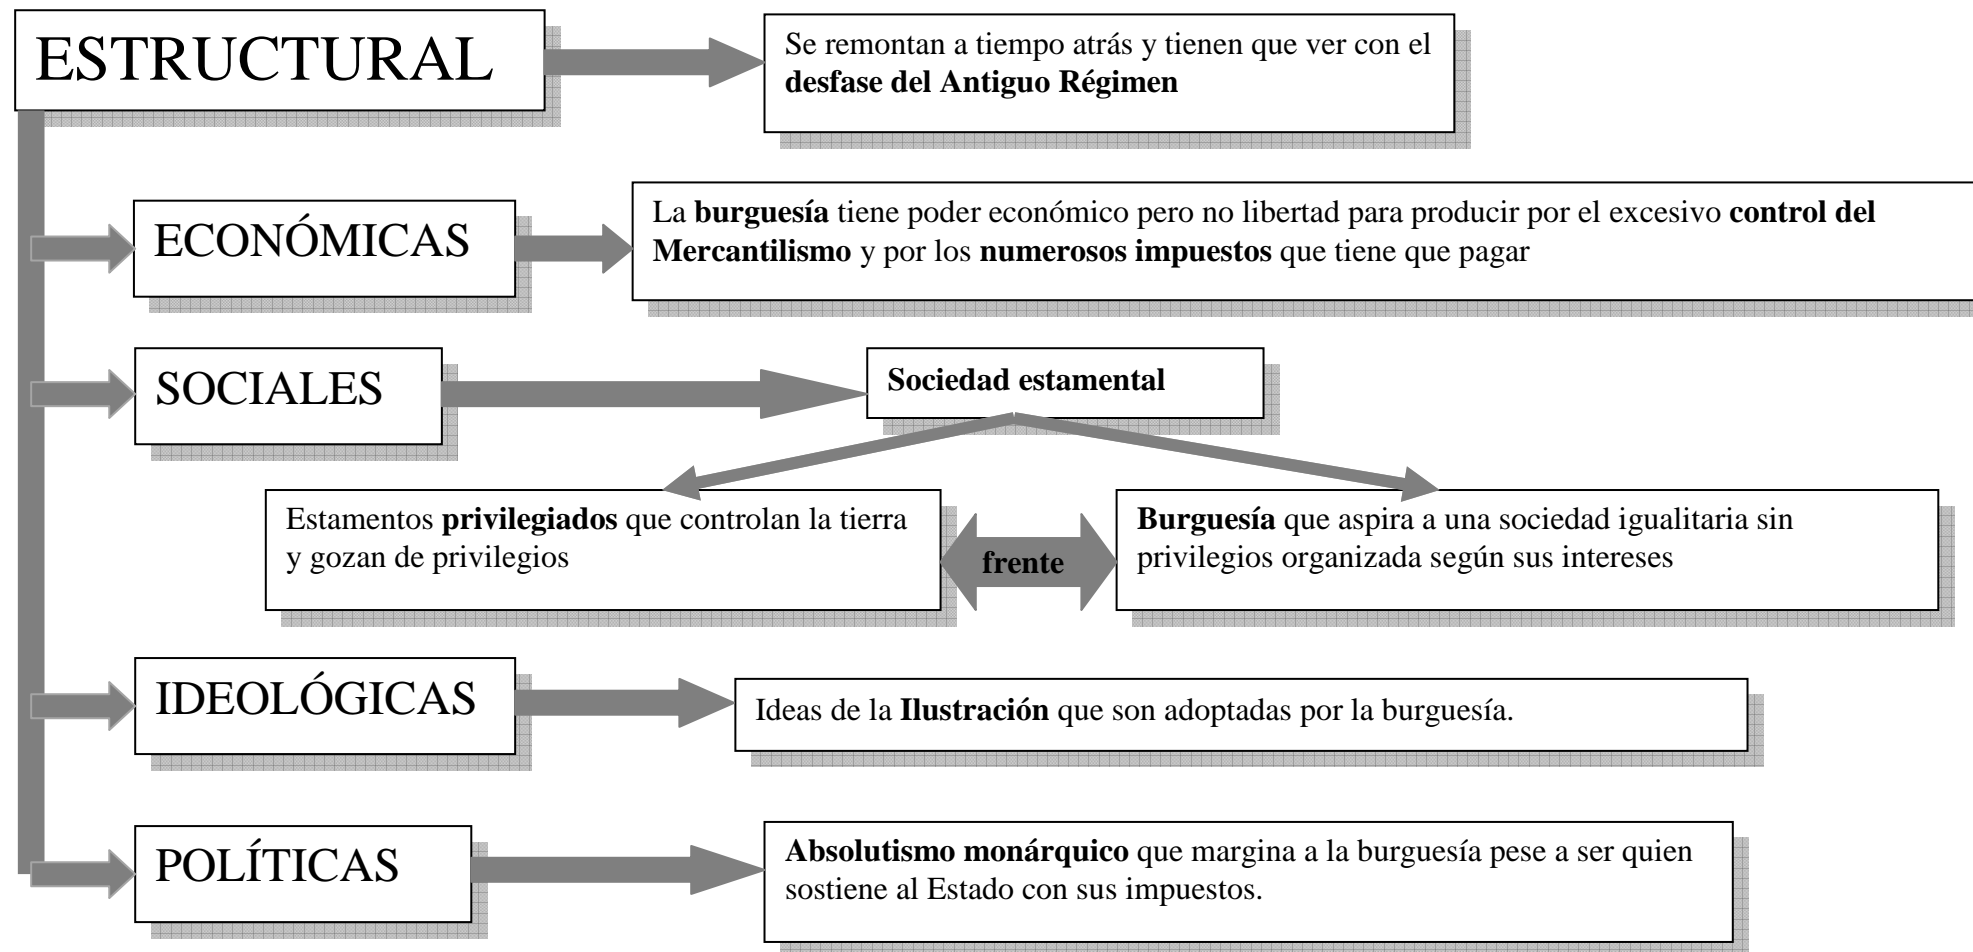 ESTRUCTURAL
Se remontan a tiempo atrás y tienen que ver con el
desfase del Antiguo Régimen
ECONÓMICAS
La burguesía tiene poder económico pero no libertad para producir por el excesivo control del
Mercantilismo y por los numerosos impuestos que tiene que pagar
SOCIALES
Sociedad estamental
Estamentos privilegiados que controlan la tierra
y gozan de privilegios
frente
Burguesía que aspira a una sociedad igualitaria sin
privilegios organizada según sus intereses
IDEOLÓGICAS
Ideas de la Ilustración que son adoptadas por la burguesía.
POLÍTICAS
Absolutismo monárquico que margina a la burguesía pese a ser quien
sostiene al Estado con sus impuestos.